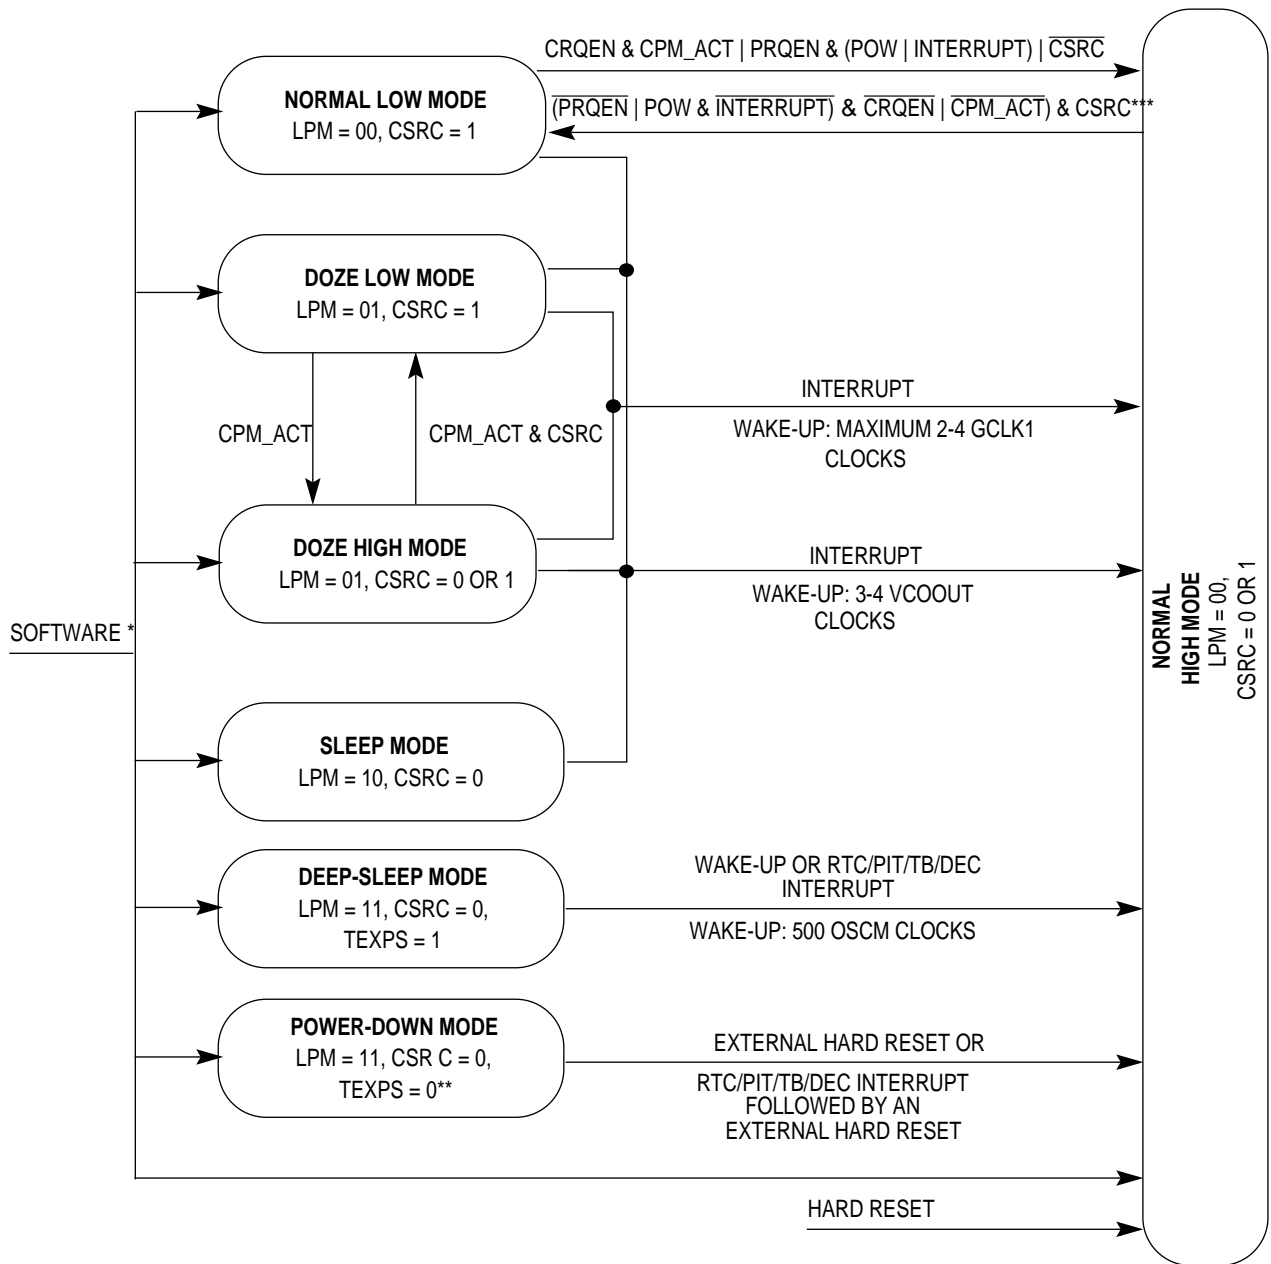 CRQEN & CPM_ACT | PRQEN & (POW | INTERRUPT) | C̅S̅R̅C̅
NORMAL LOW MODE
LPM = 00, CSRC = 1
(P̅R̅Q̅E̅N̅ | POW & I̅N̅T̅E̅R̅R̅U̅P̅T̅) & C̅R̅Q̅E̅N̅ | C̅P̅M̅_̅A̅C̅T̅) & CSRC***
DOZE LOW MODE
LPM = 01, CSRC = 1
INTERRUPT
WAKE-UP: MAXIMUM 2-4 GCLK1
CLOCKS
CPM_ACT
CPM_ACT & CSRC
DOZE HIGH MODE
LPM = 01, CSRC = 0 OR 1
INTERRUPT
WAKE-UP: 3-4 VCOOUT
CLOCKS
NORMAL
HIGH MODE
LPM = 00,
CSRC = 0 OR 1
SOFTWARE *
SLEEP MODE
LPM = 10, CSRC = 0
DEEP-SLEEP MODE
LPM = 11, CSRC = 0,
TEXPS = 1
WAKE-UP OR RTC/PIT/TB/DEC
INTERRUPT
WAKE-UP: 500 OSCM CLOCKS
POWER-DOWN MODE
LPM = 11, CSR C = 0,
TEXPS = 0**
EXTERNAL HARD RESET OR
RTC/PIT/TB/DEC INTERRUPT
FOLLOWED BY AN
EXTERNAL HARD RESET
HARD RESET